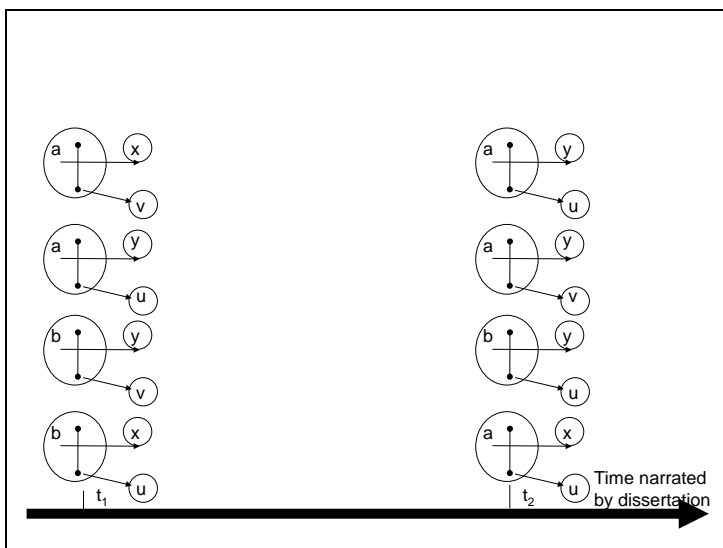 a x a y
v u
a y a y
u v
b y b y
v u
b x a x
u u Time narrated
t₁ t₂ by dissertation